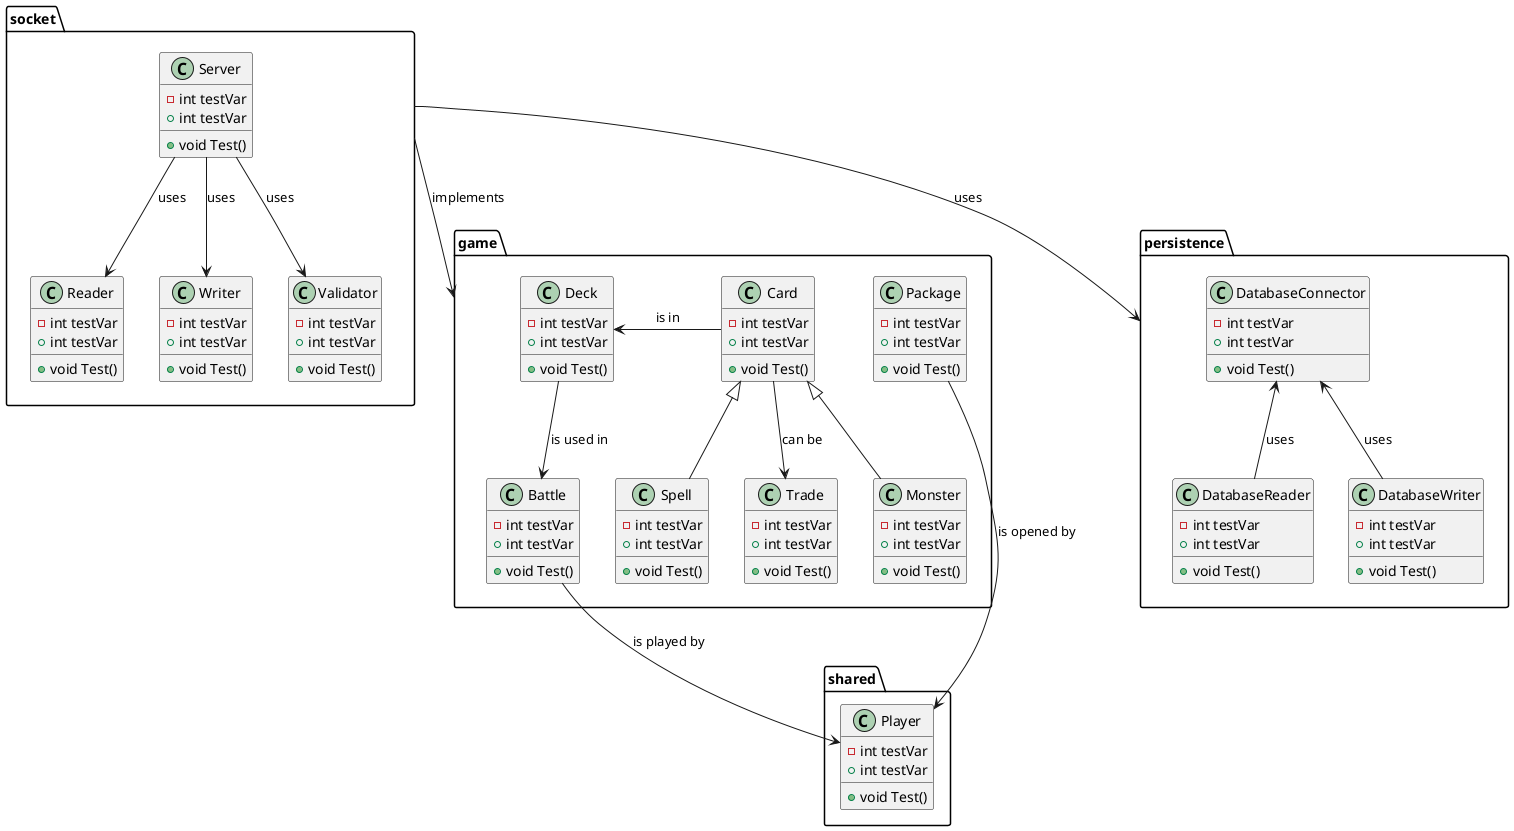 socket
C Server
int testVar
int testVar
void Test()
uses
uses
uses
C Reader
int testVar
int testVar
void Test()
C Writer
int testVar
int testVar
void Test()
C Validator
int testVar
int testVar
void Test()
implements
uses
game
C Deck
int testVar
int testVar
void Test()
is in
C Card
int testVar
int testVar
void Test()
C Package
int testVar
int testVar
void Test()
is used in
can be
is opened by
C Battle
int testVar
int testVar
void Test()
C Spell
int testVar
int testVar
void Test()
C Trade
int testVar
int testVar
void Test()
C Monster
int testVar
int testVar
void Test()
is played by
persistence
C DatabaseConnector
int testVar
int testVar
void Test()
uses
uses
C DatabaseReader
int testVar
int testVar
void Test()
C DatabaseWriter
int testVar
int testVar
void Test()
shared
C Player
int testVar
int testVar
void Test()